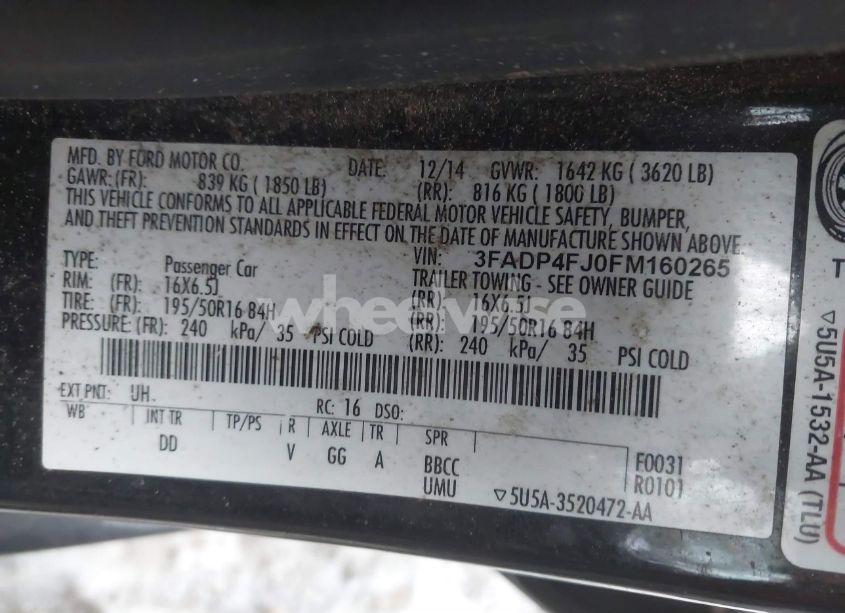 MFD. BY FORD MOTOR CO. DATE: 12/14 GVWR: 1642 KG ( 3620 LB)
GAWR: (FR): 839 KG ( 1850 LB) (RR): 816 KG ( 1800 LB)
THIS VEHICLE CONFORMS TO ALL APPLICABLE FEDERAL MOTOR VEHICLE SAFETY, BUMPER,
AND THEFT PREVENTION STANDARDS IN EFFECT ON THE DATE OF MANUFACTURE SHOWN ABOVE.
VIN: 3FADP4FJ0FM160265
TYPE: Passenger Car TRAILER TOWING - SEE OWNER GUIDE
RIM: (FR): 16X6.5J (RR): 16X6.5J
TIRE: (FR): 195/50R16 84H (RR): 195/50R16 84H
PRESSURE: (FR): 240 kPa/ 35 PSI COLD (RR): 240 kPa/ 35 PSI COLD
EXT PNT: UH. RC: 16 DSO:
WB INT TR TP/PS R AXLE TR SPR
DD V GG A BBCC F0031
UMU R0101
▽5U5A-3520472-AA
▽5U5A-1532-AA (TLU)
wheelwise